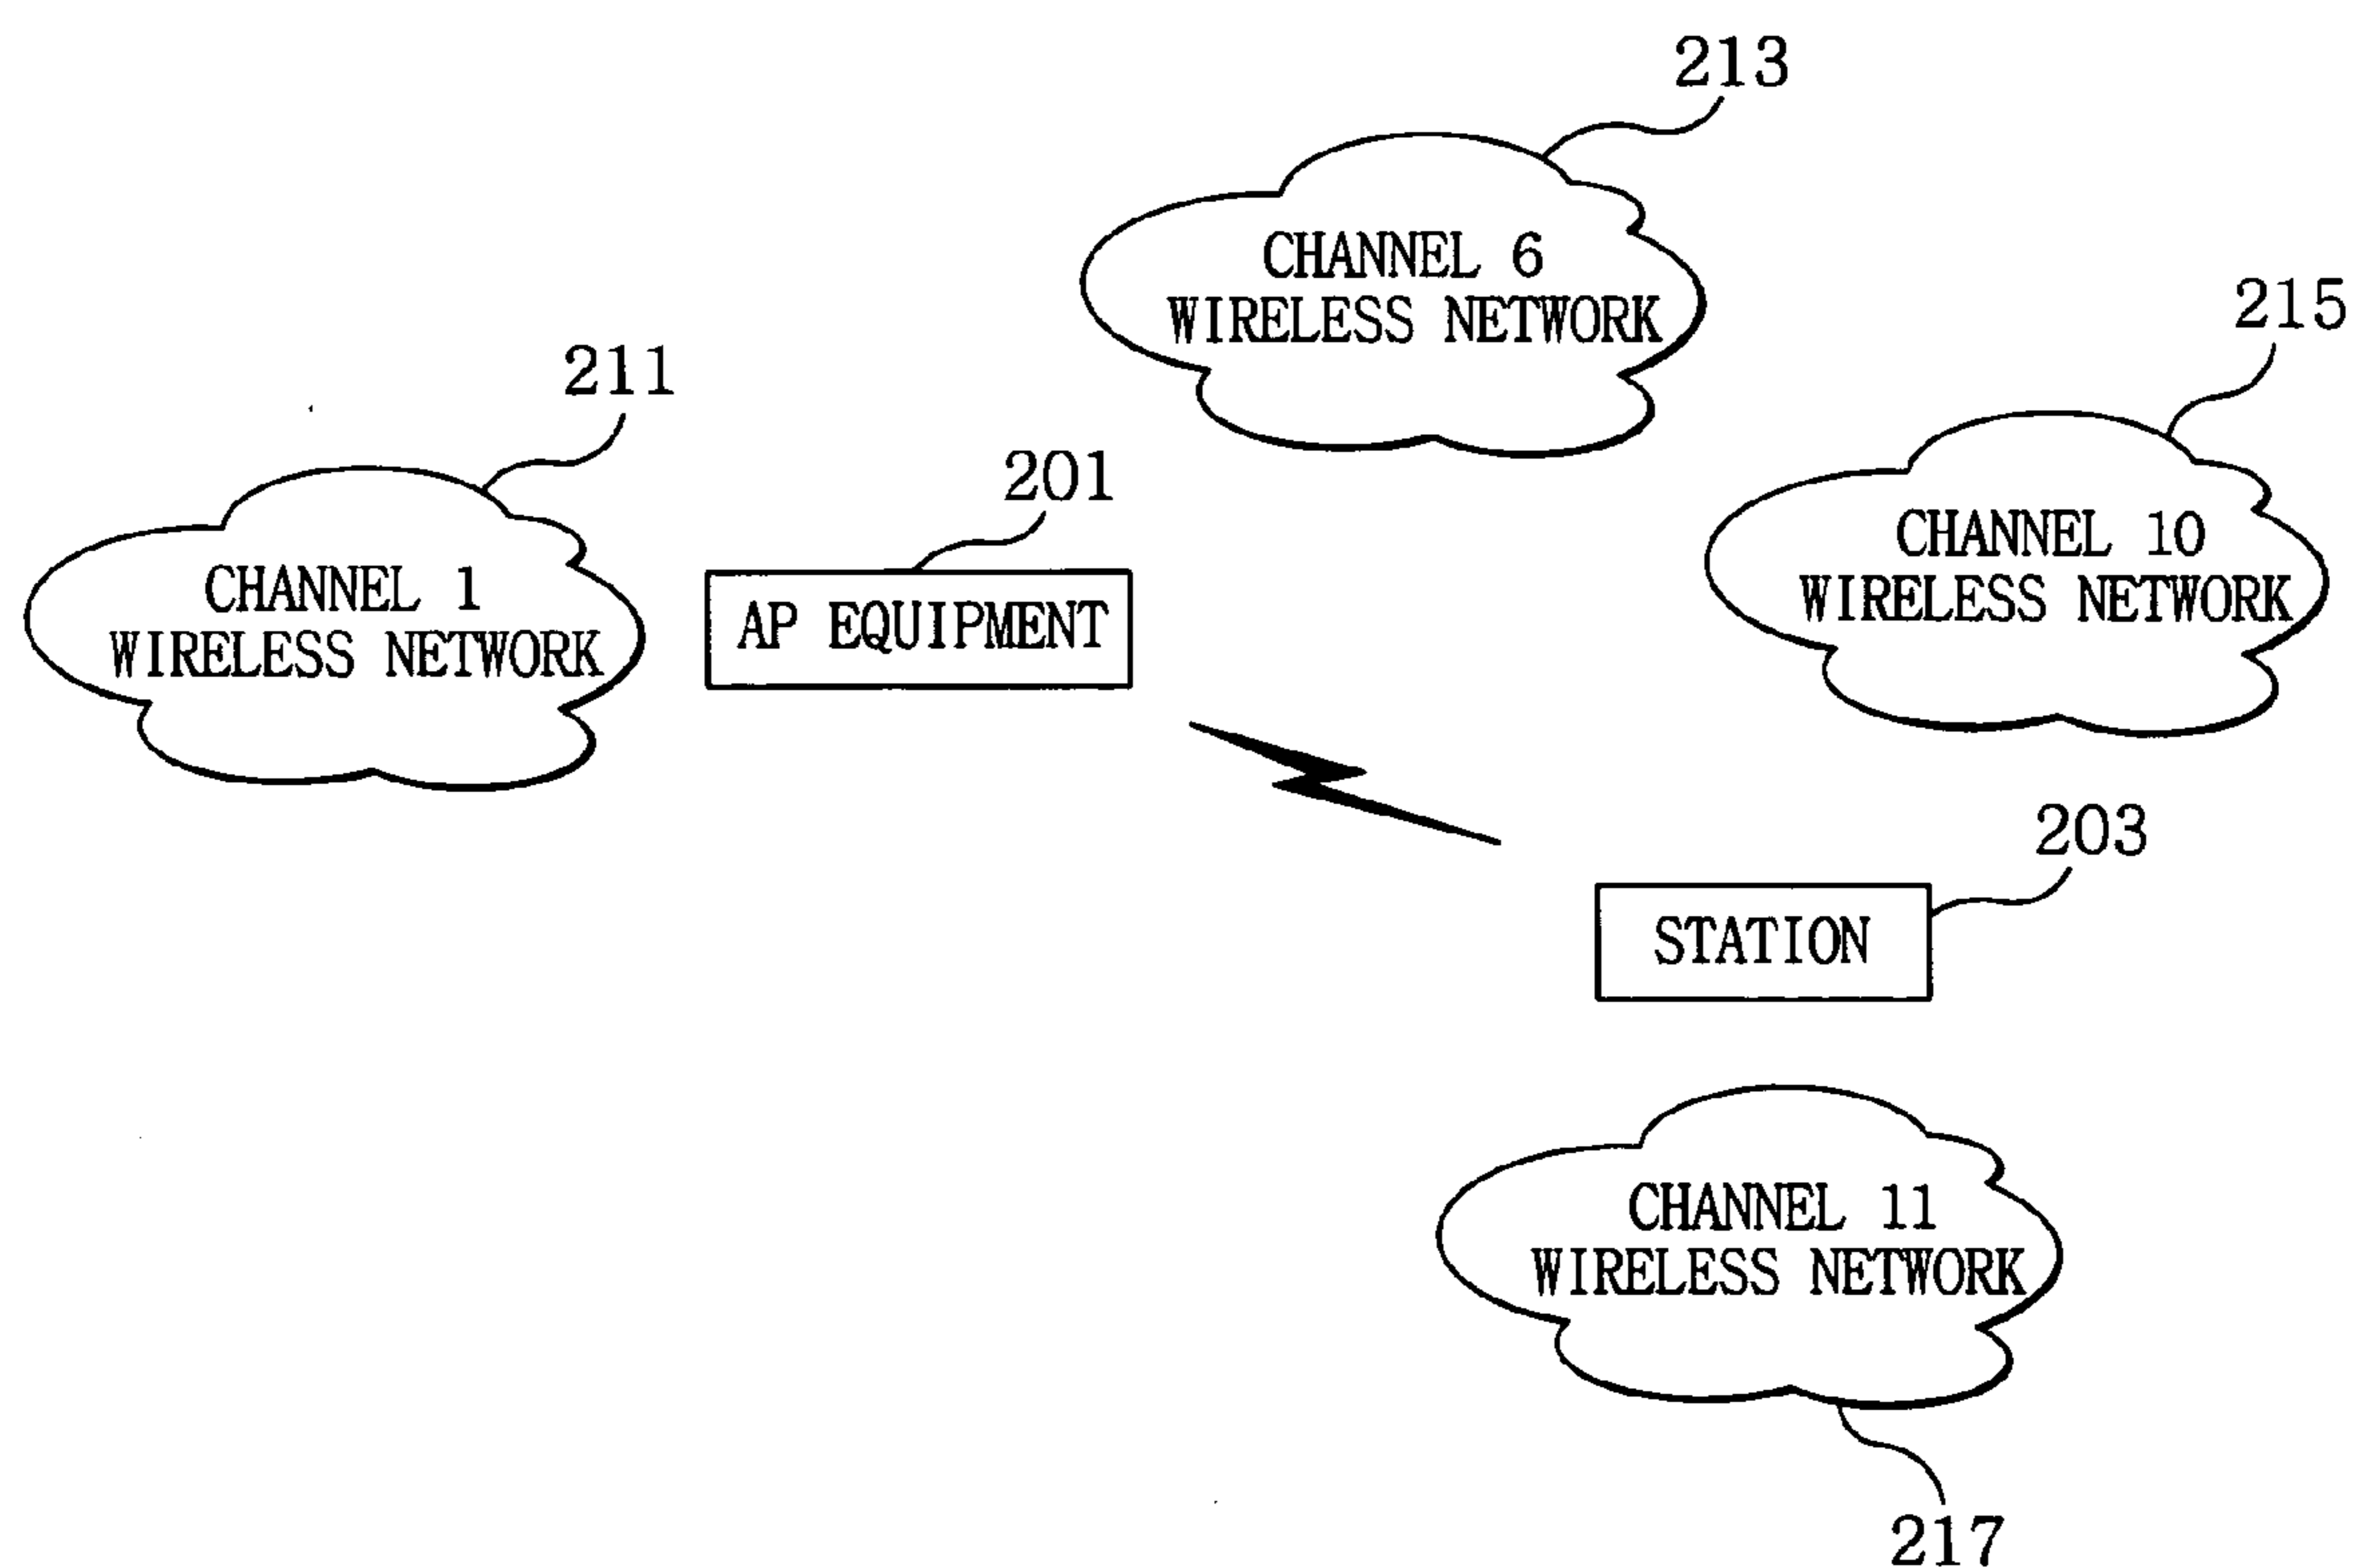 213
CHANNEL 6
WIRELESS NETWORK
215
CHANNEL 10
WIRELESS NETWORK
211
CHANNEL 1
WIRELESS NETWORK
201
AP EQUIPMENT
203
STATION
CHANNEL 11
WIRELESS NETWORK
217